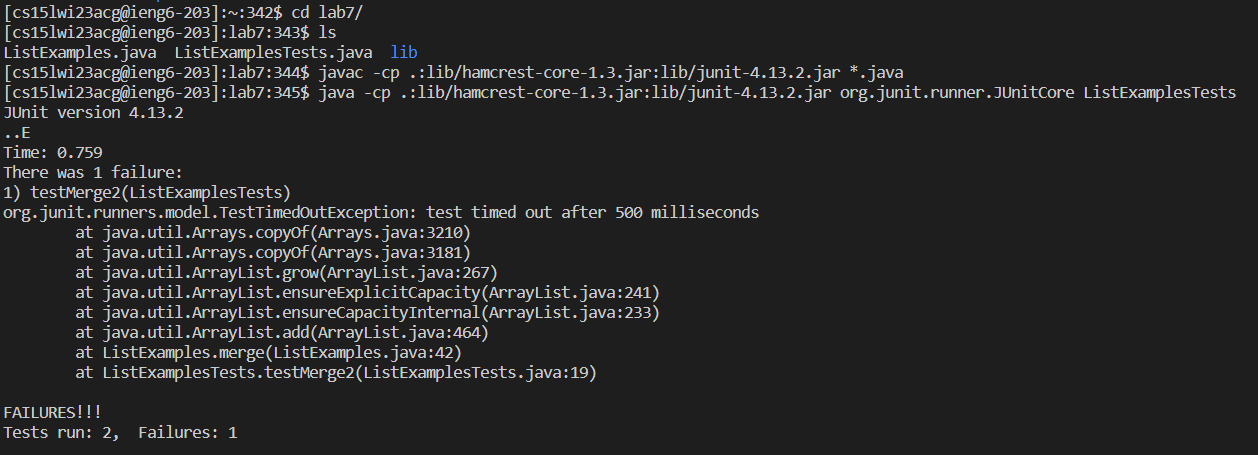 [cs15lwi23acg@ieng6-203]:~:342$ cd lab7/
[cs15lwi23acg@ieng6-203]:lab7:343$ ls
ListExamples.java  ListExamplesTests.java  lib
[cs15lwi23acg@ieng6-203]:lab7:344$ javac -cp .:lib/hamcrest-core-1.3.jar:lib/junit-4.13.2.jar *.java
[cs15lwi23acg@ieng6-203]:lab7:345$ java -cp .:lib/hamcrest-core-1.3.jar:lib/junit-4.13.2.jar org.junit.runner.JUnitCore ListExamplesTests
JUnit version 4.13.2
..E
Time: 0.759
There was 1 failure:
1) testMerge2(ListExamplesTests)
org.junit.runners.model.TestTimedOutException: test timed out after 500 milliseconds
        at java.util.Arrays.copyOf(Arrays.java:3210)
        at java.util.Arrays.copyOf(Arrays.java:3181)
        at java.util.ArrayList.grow(ArrayList.java:267)
        at java.util.ArrayList.ensureExplicitCapacity(ArrayList.java:241)
        at java.util.ArrayList.ensureCapacityInternal(ArrayList.java:233)
        at java.util.ArrayList.add(ArrayList.java:464)
        at ListExamples.merge(ListExamples.java:42)
        at ListExamplesTests.testMerge2(ListExamplesTests.java:19)

FAILURES!!!
Tests run: 2,  Failures: 1